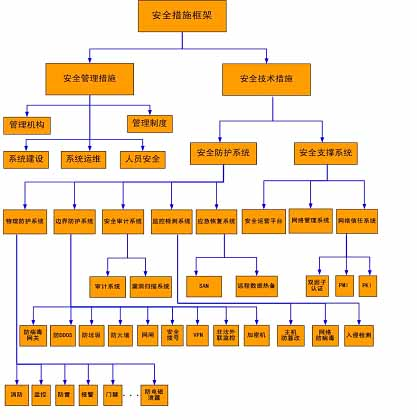 安全措施框架
安全管理措施
安全技术措施
管理机构
管理制度
系统建设
系统运维
人员安全
安全防护系统
安全支撑系统
物理防护系统
边界防护系统
安全审计系统
监控检测系统
应急恢复系统
安全运营平台
网络管理系统
网络信任系统
审计系统
漏洞扫描系统
SAN
远程数据热备
双因子
认证
PMI
PKI
防病毒
网关
防DDOS
防垃圾
防火墙
网闸
安全
拨号
VPN
非法外
联监控
加密机
主机
防篡改
网络
防病毒
入侵检测
消防
监控
防雷
报警
门禁
...
防电磁
泄露